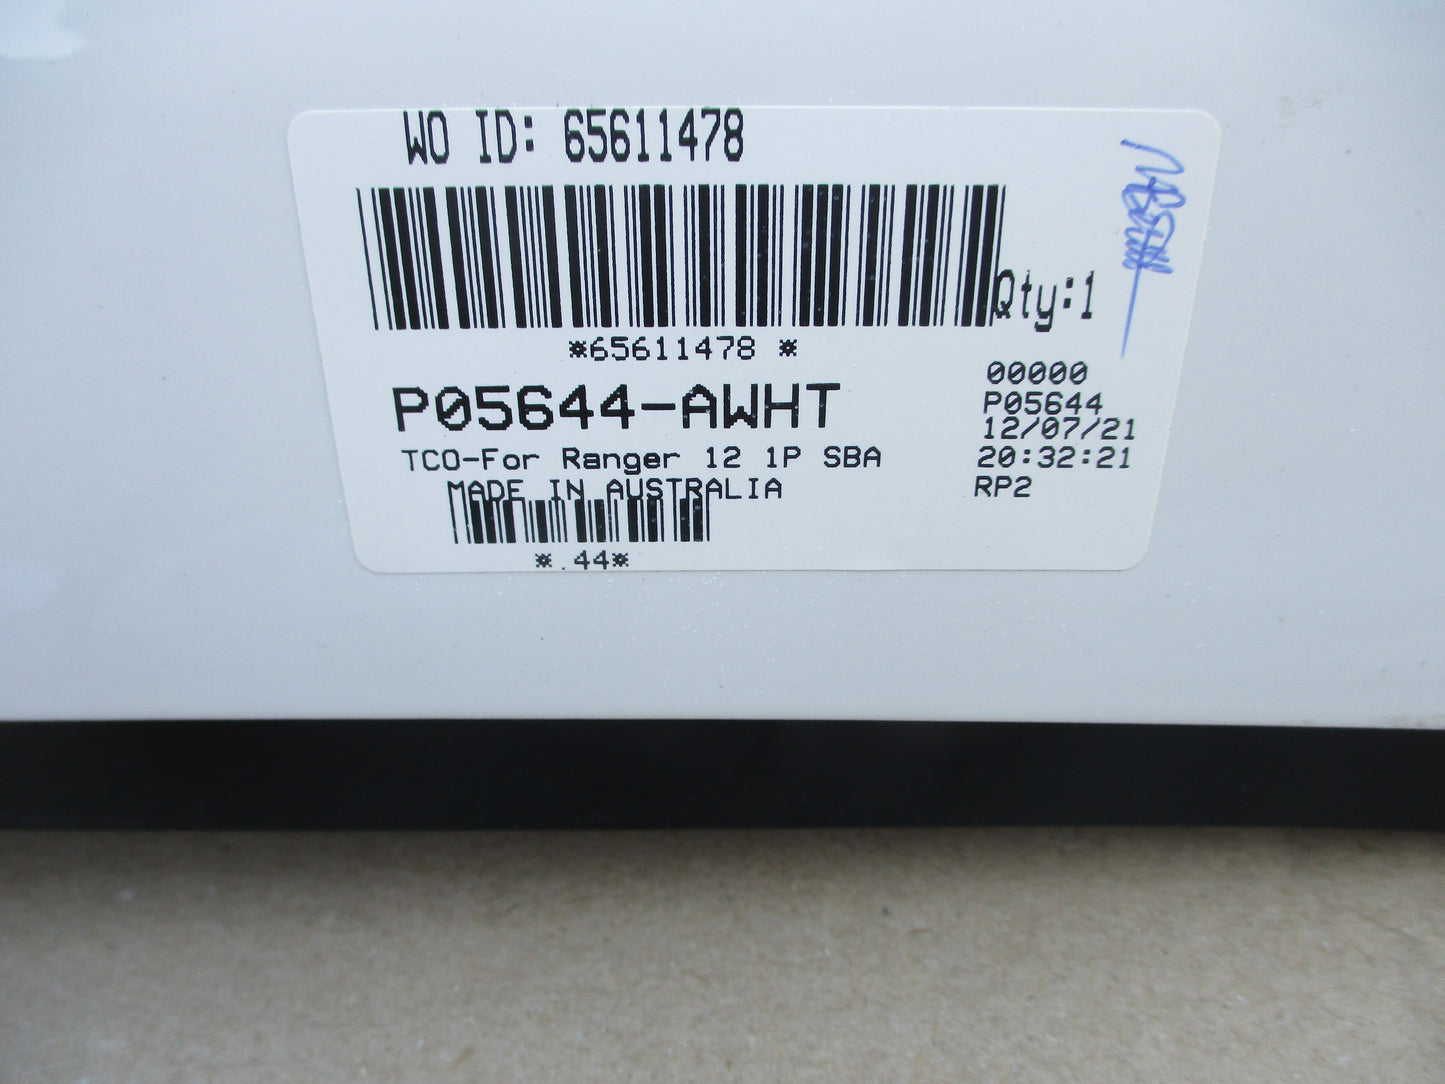 WO ID: 65611478
Qty:1
*65611478 *
P05644-AWHT
TCO-For Ranger 12 1P SBA
MADE IN AUSTRALIA
*.44*
00000
P05644
12/07/21
20:32:21
RP2